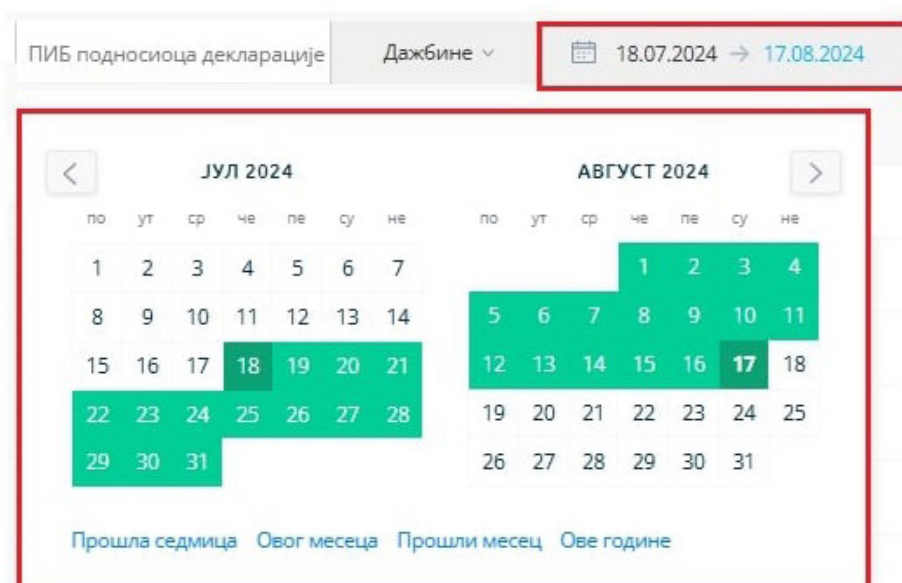 ПИБ подносиоца декларације Дажбине 18.07.2024 → 17.08.2024
ЈУЛ 2024 АВГУСТ 2024
по ут ср че пе су не по ут ср че пе су не
1 2 3 4 5 6 7 1 2 3 4
8 9 10 11 12 13 14 5 6 7 8 9 10 11
15 16 17 18 19 20 21 12 13 14 15 16 17 18
22 23 24 25 26 27 28 19 20 21 22 23 24 25
29 30 31 26 27 28 29 30 31
Прошла седмица Овог месеца Прошли месец Ове године